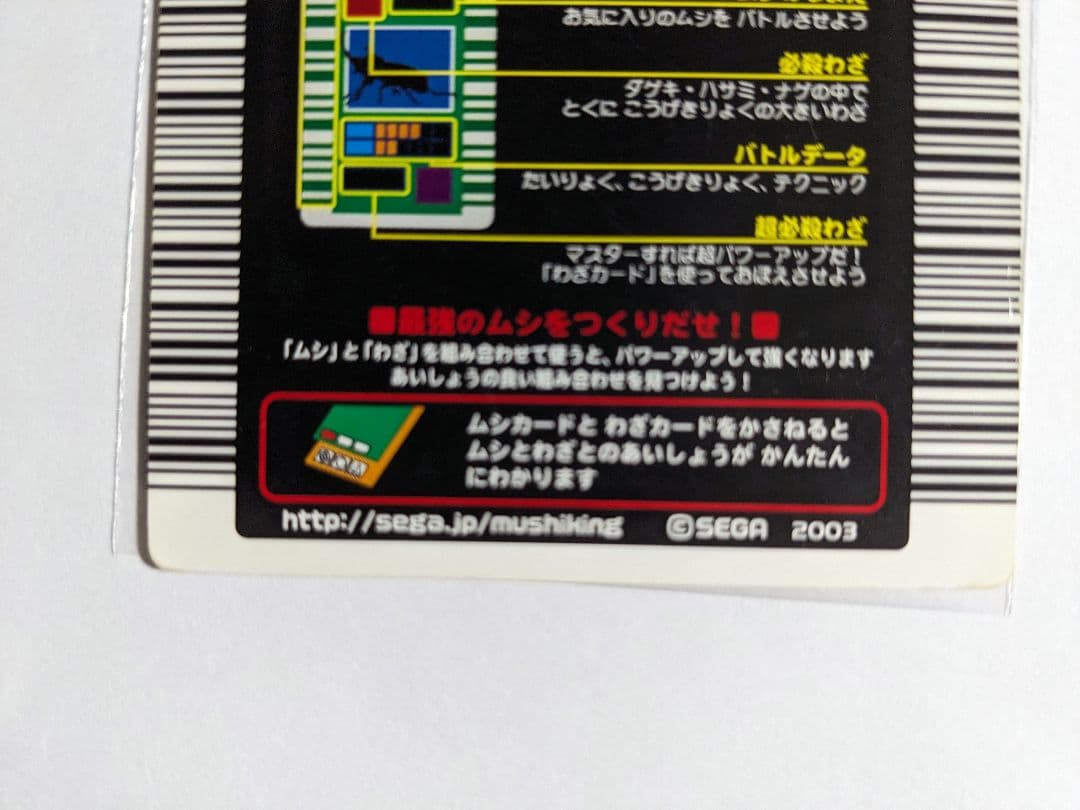 お気に入りのムシを バトルさせよう
必殺わざ
ダゲキ・ハサミ・ナゲの中で
とくに こうげきりょくの大きいわざ
バトルデータ
たいりょく、こうげきりょく、テクニック
超必殺わざ
マスターすれば超パワーアップだ！
「わざカード」を使っておぼえさせよう
■最強のムシをつくりだせ！■
「ムシ」と「わざ」を組み合わせて使うと、パワーアップして強くなります
あいしょうの良い組み合わせを見つけよう！
ムシカードと わざカードをかさねると
ムシとわざとのあいしょうが かんたん
にわかります
http://sega.jp/mushiking ©SEGA 2003